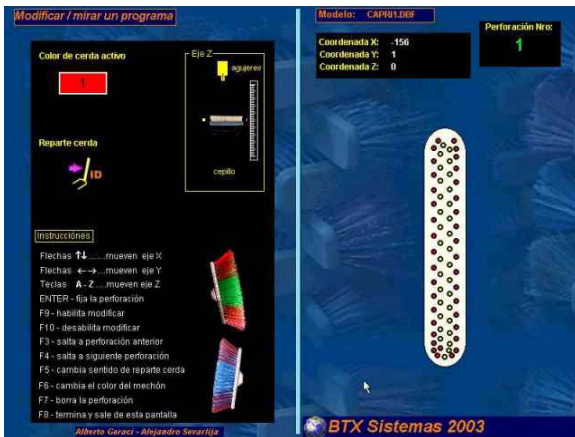 Modificar / mirar un programa
Color de cerda activo
1
Eje Z
agujeres
cepillo
Reparte cerda
ID
Instrucciónes
Flechas ↑↓......mueven eje X
Flechas ←→...mueven eje Y
Teclas A - Z.....mueven eje Z
ENTER - fija la perforación
F9 - habilita modificar
F10 - desabilita modificar
F3 - salta a perforación anterior
F4 - salta a siguiente perforación
F5 - cambia sentido de reparte cerda
F6 - cambia el color del mechón
F7 - borra la perforación
F8 - termina y sale de esta pantalla
Alberto Geraci - Alejandro Sevarlija
Modelo: CAPRI1.DBF
Coordenada X: -156
Coordenada Y: 1
Coordenada Z: 0
Perforación Nro:
1
BTX Sistemas 2003